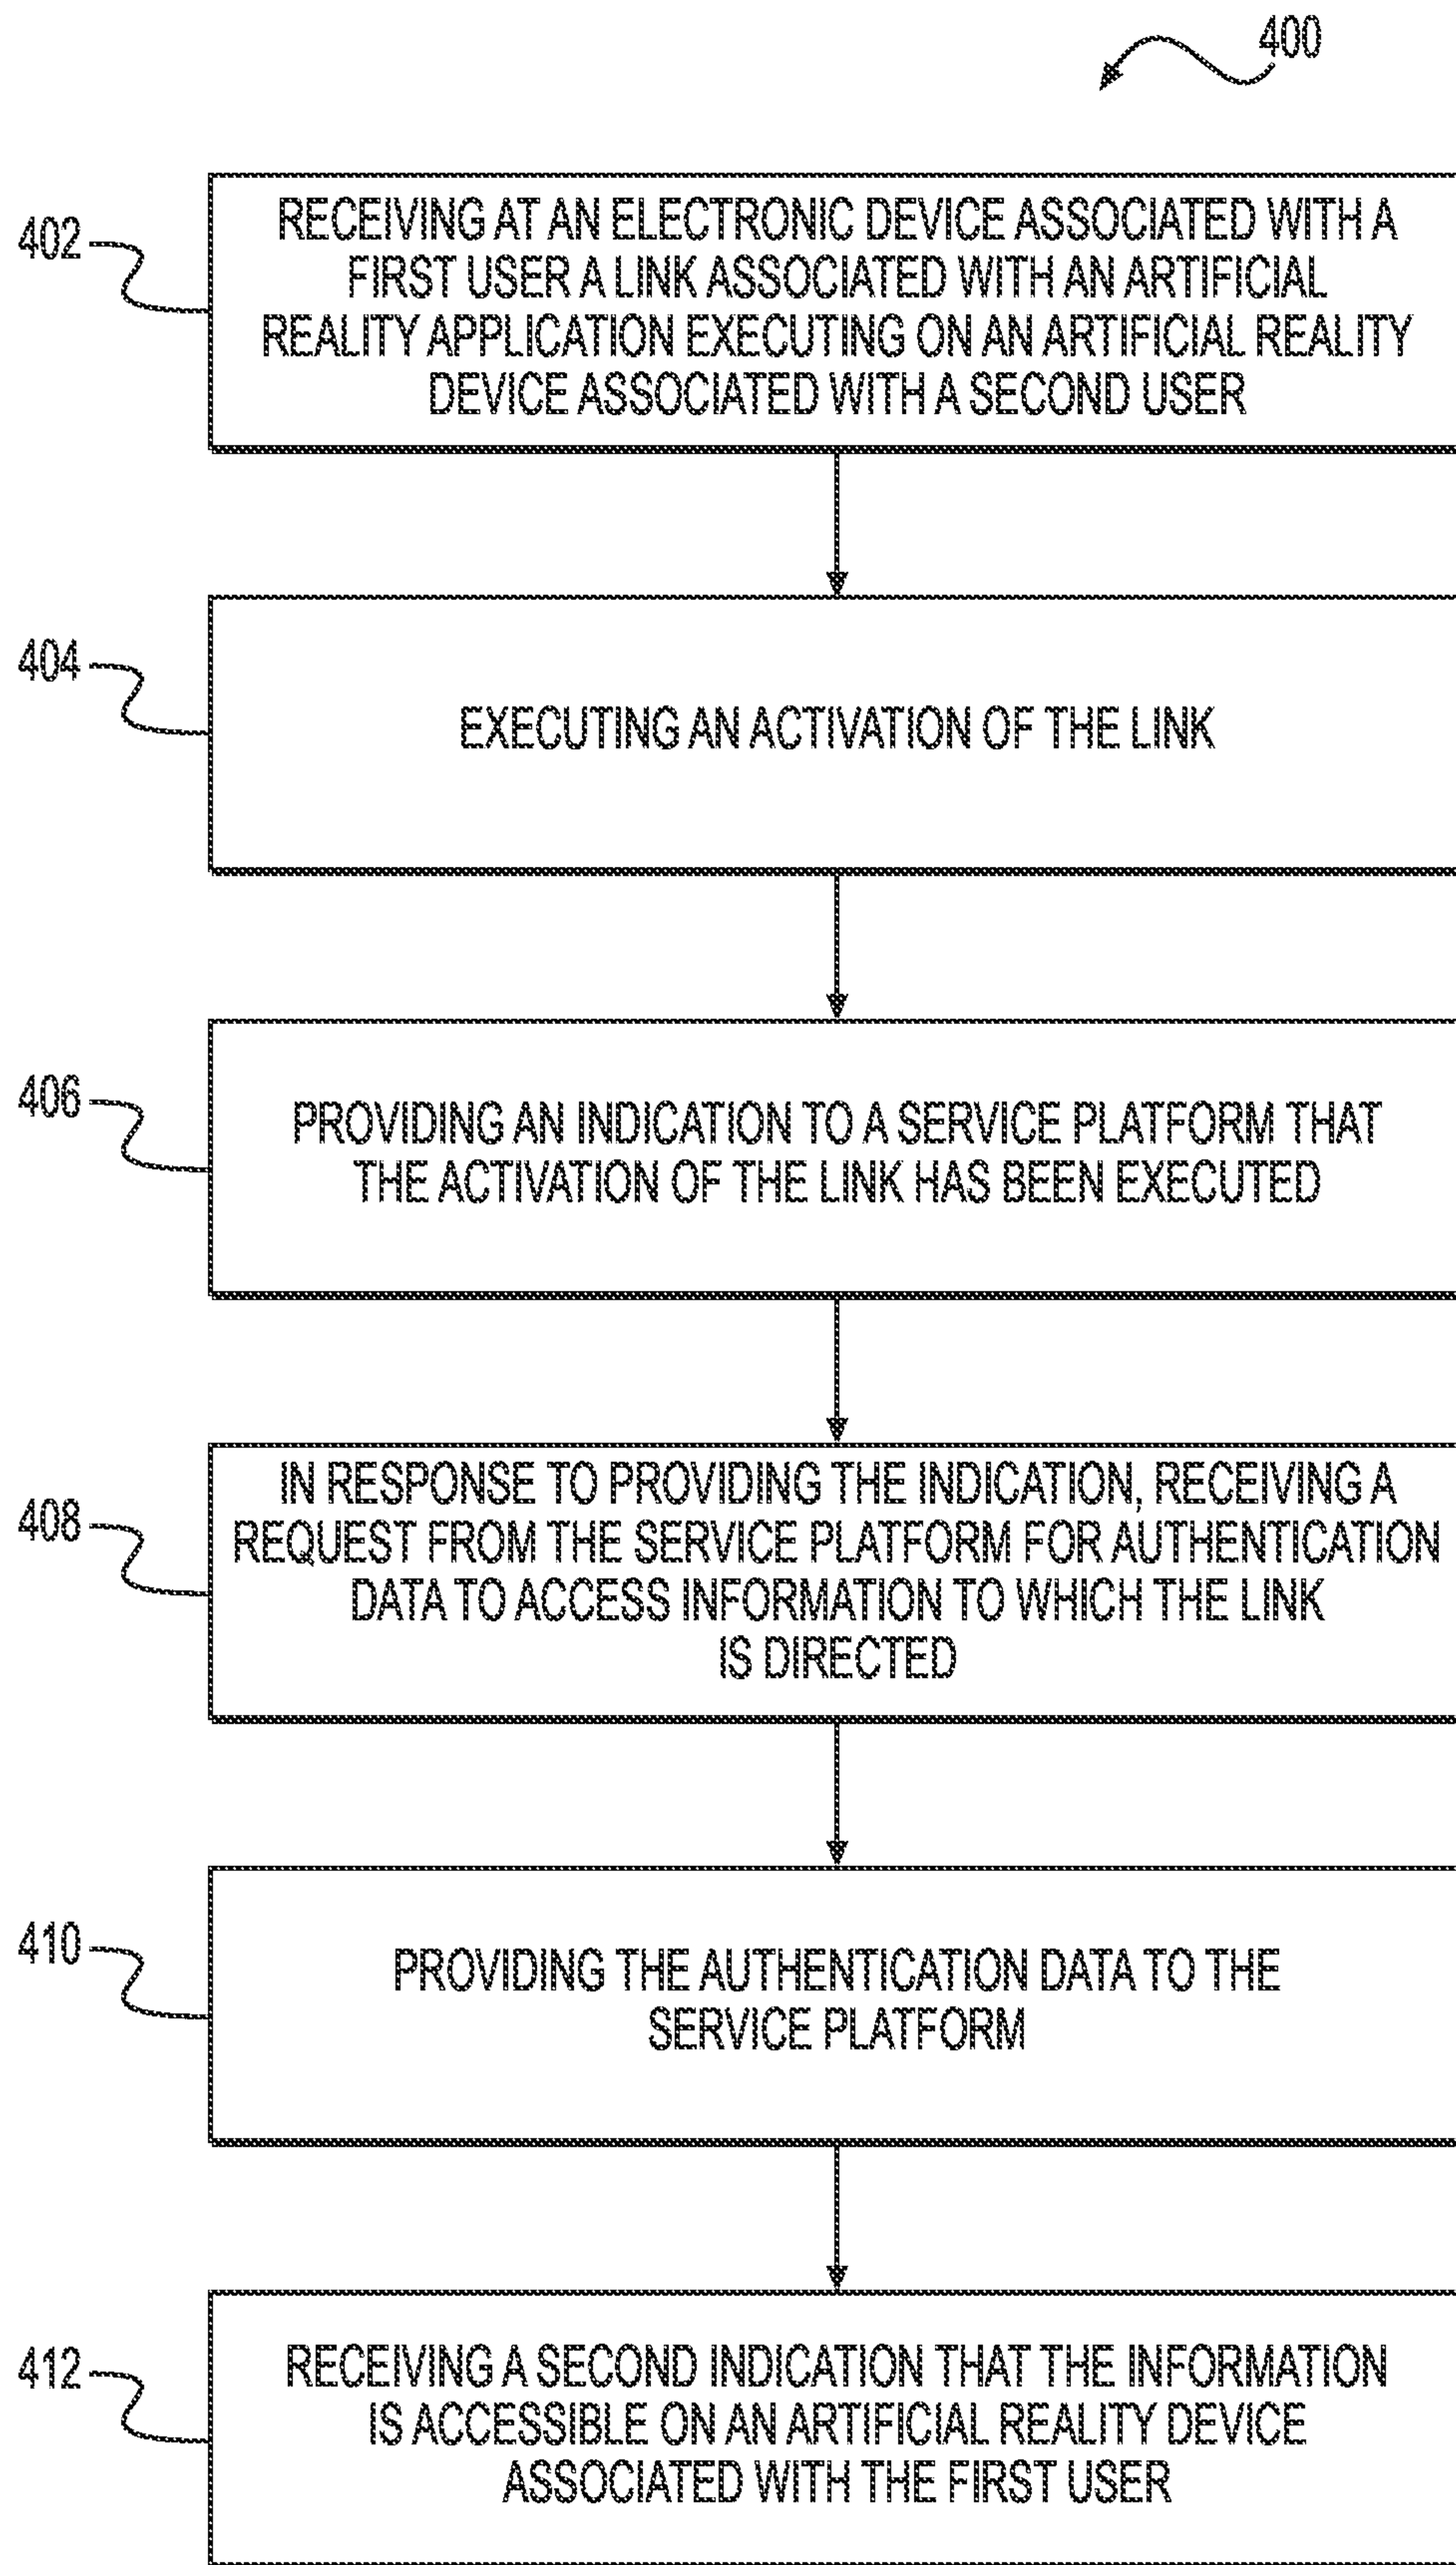 400
402
RECEIVING AT AN ELECTRONIC DEVICE ASSOCIATED WITH A
FIRST USER A LINK ASSOCIATED WITH AN ARTIFICIAL
REALITY APPLICATION EXECUTING ON AN ARTIFICIAL REALITY
DEVICE ASSOCIATED WITH A SECOND USER
404
EXECUTING AN ACTIVATION OF THE LINK
406
PROVIDING AN INDICATION TO A SERVICE PLATFORM THAT
THE ACTIVATION OF THE LINK HAS BEEN EXECUTED
408
IN RESPONSE TO PROVIDING THE INDICATION, RECEIVING A
REQUEST FROM THE SERVICE PLATFORM FOR AUTHENTICATION
DATA TO ACCESS INFORMATION TO WHICH THE LINK
IS DIRECTED
410
PROVIDING THE AUTHENTICATION DATA TO THE
SERVICE PLATFORM
412
RECEIVING A SECOND INDICATION THAT THE INFORMATION
IS ACCESSIBLE ON AN ARTIFICIAL REALITY DEVICE
ASSOCIATED WITH THE FIRST USER